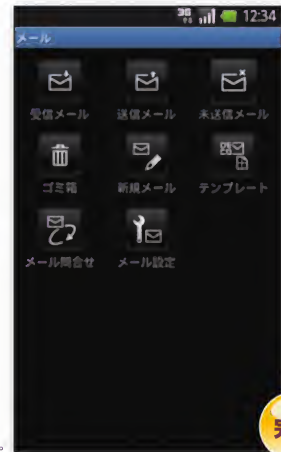 3G 12:34
メール
受信メール 送信メール 未送信メール
ゴミ箱 新規メール テンプレート
メール問合せ メール設定